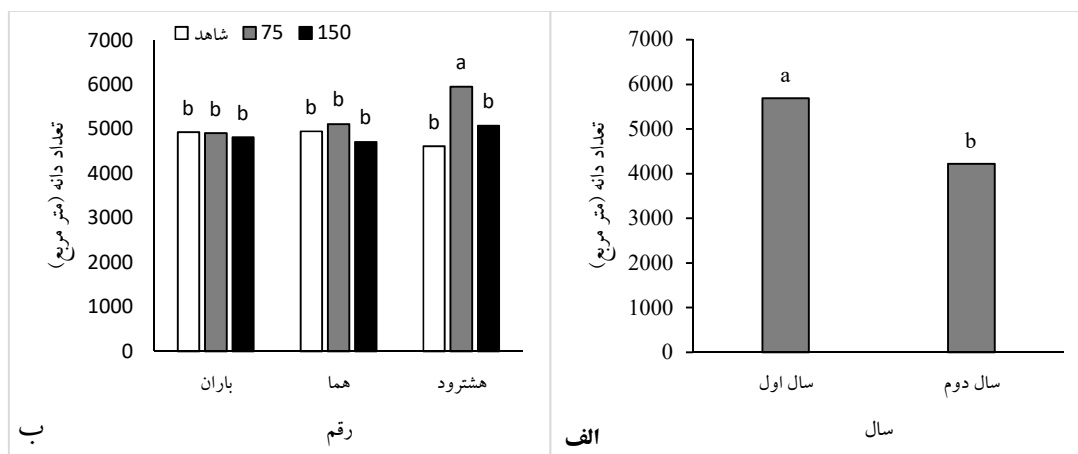 شاهد 75 150
7000
6000
5000
4000
3000
2000
1000
0
تعداد دانه (متر مربع)
b b b
b b b
b a b
باران هما هشترود
رقم
ب
7000
6000
5000
4000
3000
2000
1000
0
تعداد دانه (متر مربع)
a
b
سال اول سال دوم
سال
الف